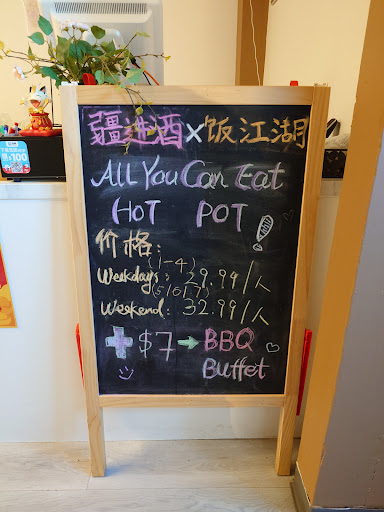 疆进酒×饭江湖
All You Can Eat
HOT POT!
价格:
(1-4)
Weekdays: 29.99/人
(5/6/7)
Weekend: 32.99/人
+ $7 → BBQ
Buffet
¥100